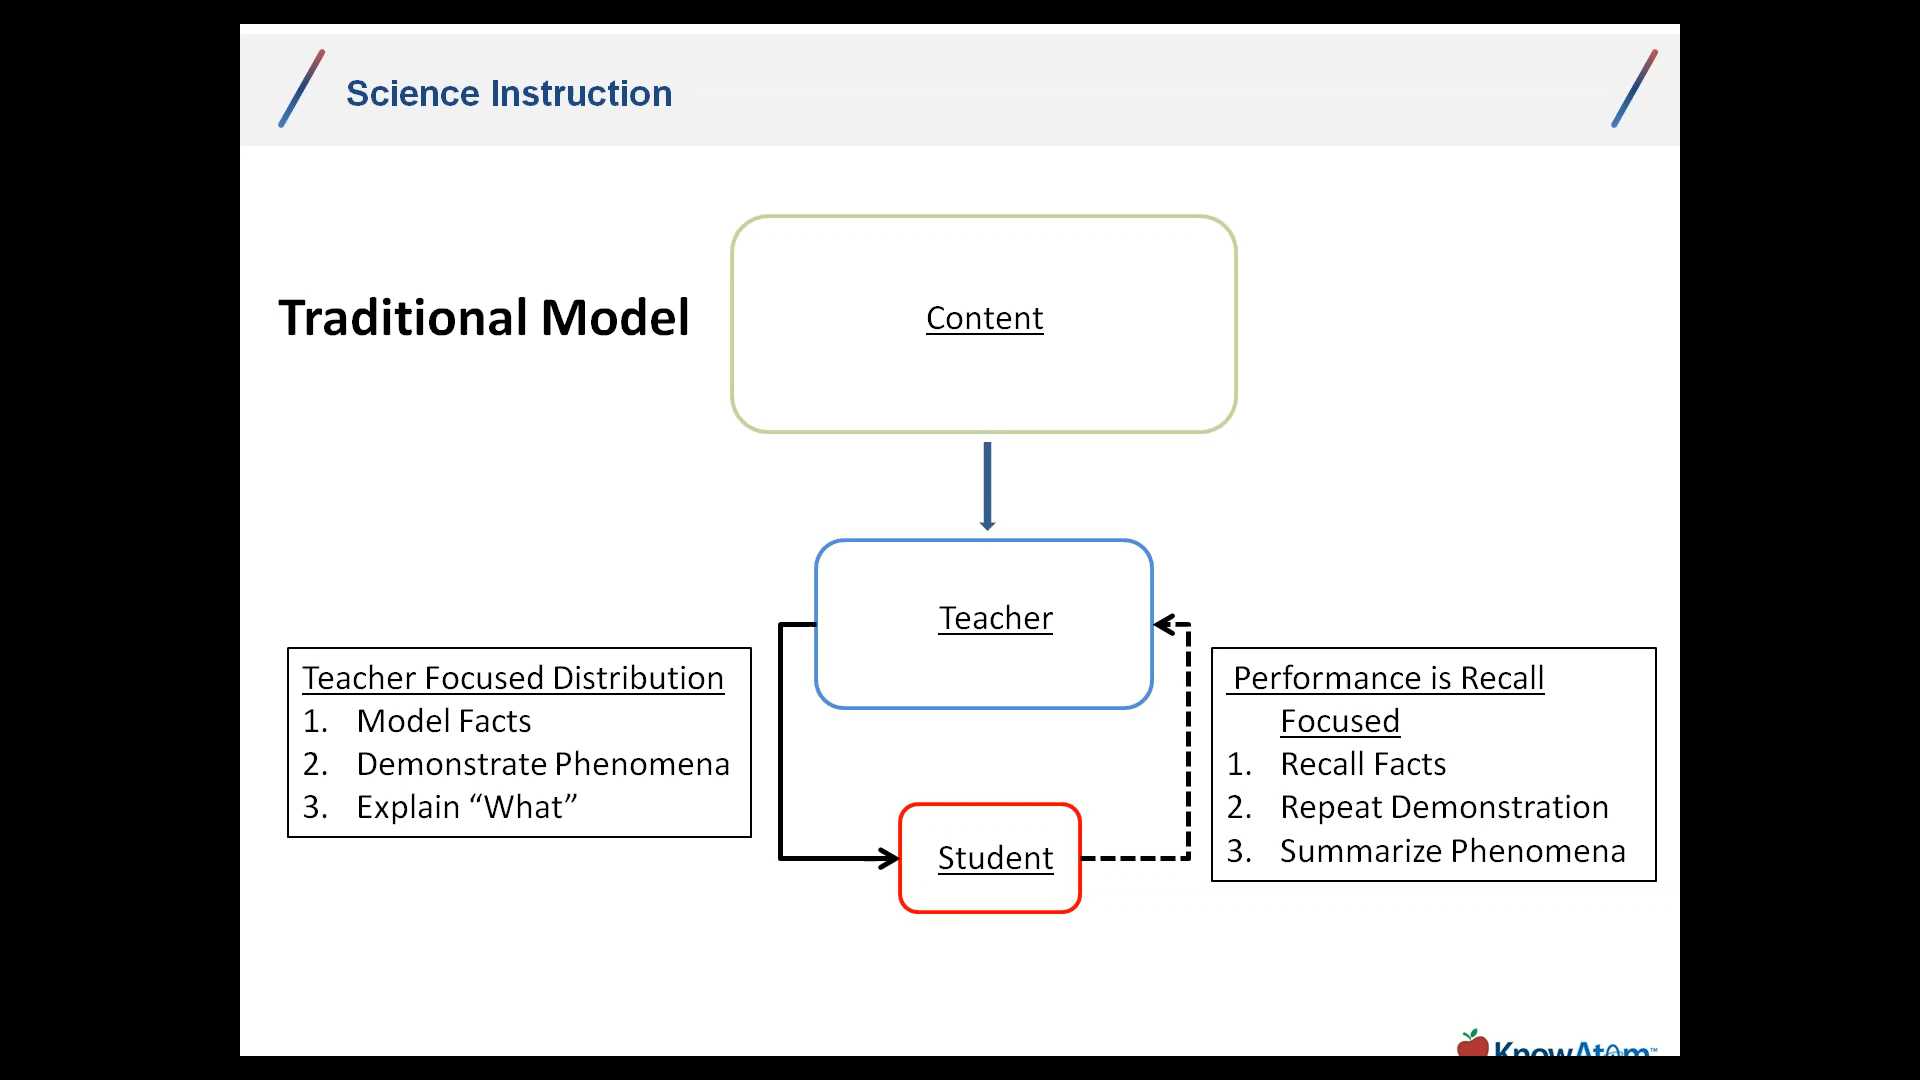 Science Instruction
Traditional Model
Content
Teacher
Teacher Focused Distribution
1. Model Facts
2. Demonstrate Phenomena
3. Explain “What”
Performance is Recall
Focused
1. Recall Facts
2. Repeat Demonstration
3. Summarize Phenomena
Student
KnowAtom™